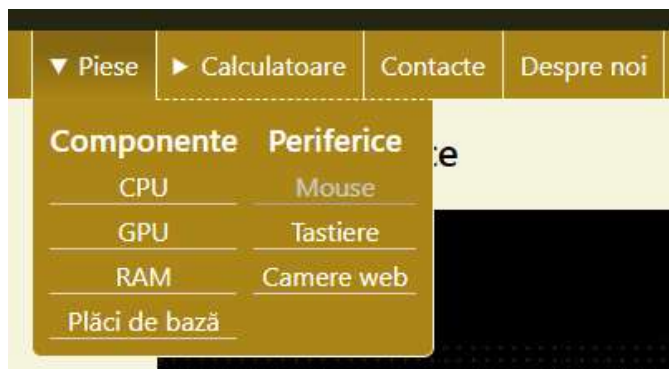 ▼ Piese ► Calculatoare Contacte Despre noi
Componente Periferice
CPU Mouse
GPU Tastiere
RAM Camere web
Plăci de bază